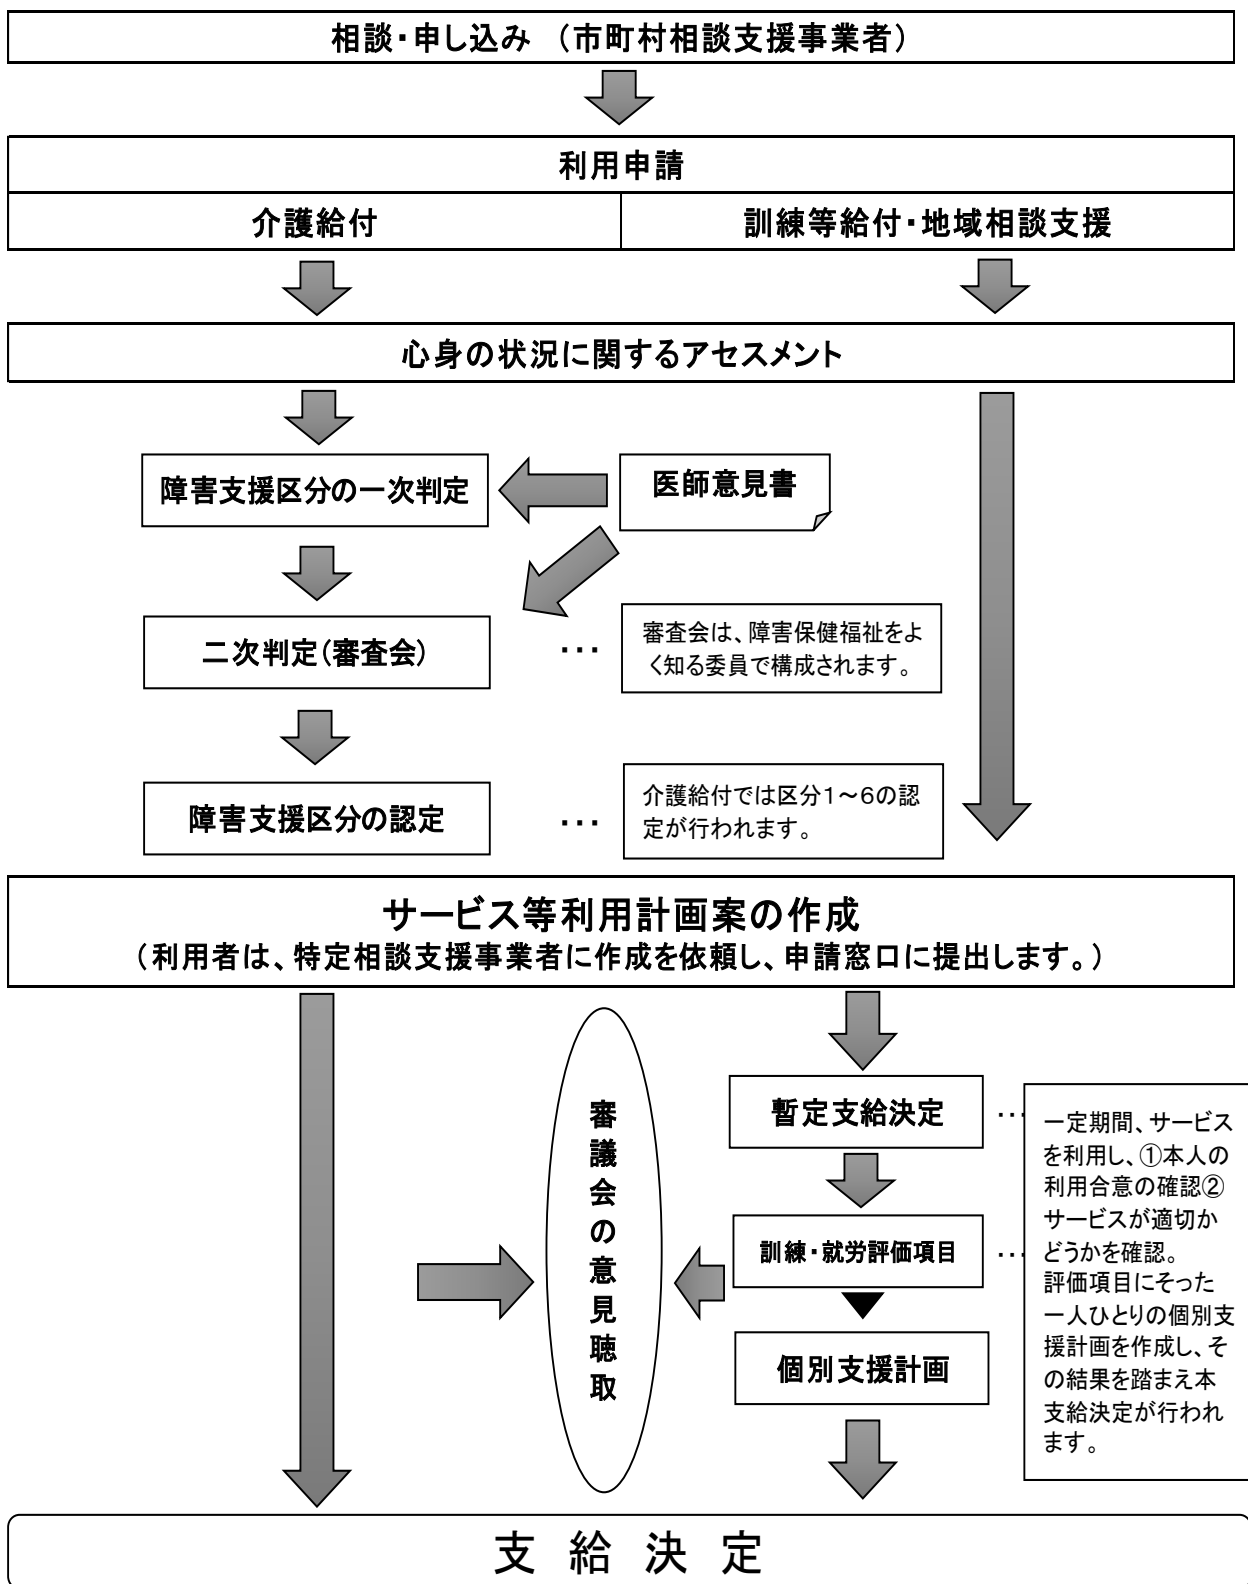 相談・申し込み （市町村相談支援事業者）
利用申請
介護給付
訓練等給付・地域相談支援
心身の状況に関するアセスメント
障害支援区分の一次判定
医師意見書
二次判定（審査会）
…
審査会は、障害保健福祉をよ
く知る委員で構成されます。
障害支援区分の認定
…
介護給付では区分１～６の認
定が行われます。
サービス等利用計画案の作成
（利用者は、特定相談支援事業者に作成を依頼し、申請窓口に提出します。）
審議会の意見聴取
暫定支給決定
…
訓練・就労評価項目
…
個別支援計画
一定期間、サービス
を利用し、①本人の
利用合意の確認②
サービスが適切か
どうかを確認。
評価項目にそった
一人ひとりの個別支
援計画を作成し、そ
の結果を踏まえ本
支給決定が行われ
ます。
支 給 決 定